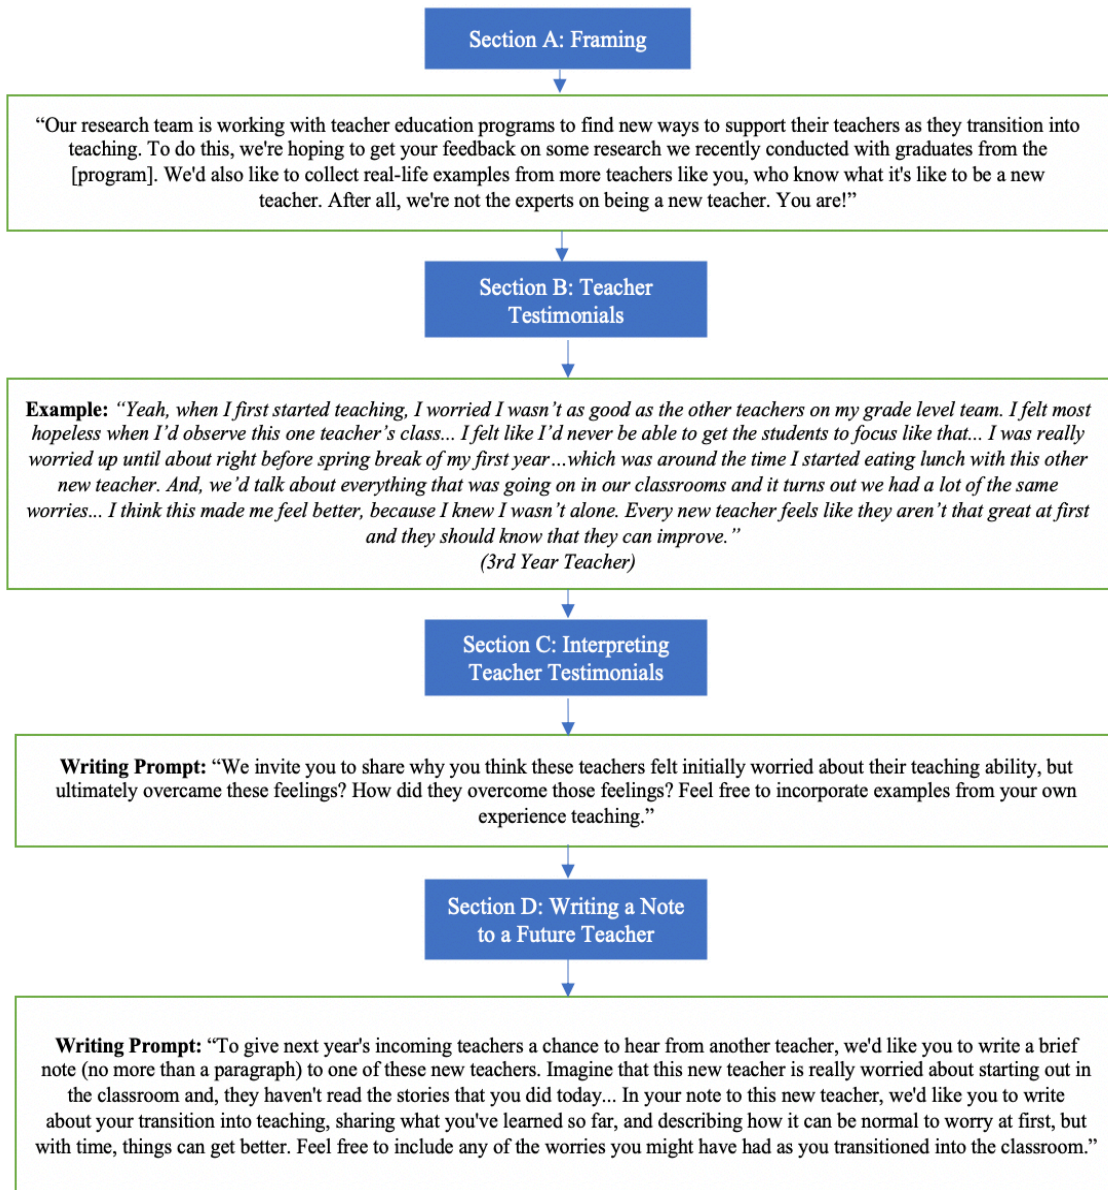 Section A: Framing
“Our research team is working with teacher education programs to find new ways to support their teachers as they transition into
teaching. To do this, we're hoping to get your feedback on some research we recently conducted with graduates from the
[program]. We'd also like to collect real-life examples from more teachers like you, who know what it's like to be a new
teacher. After all, we're not the experts on being a new teacher. You are!”
Section B: Teacher
Testimonials
Example: “Yeah, when I first started teaching, I worried I wasn’t as good as the other teachers on my grade level team. I felt most
hopeless when I’d observe this one teacher’s class... I felt like I’d never be able to get the students to focus like that... I was really
worried up until about right before spring break of my first year…which was around the time I started eating lunch with this other
new teacher. And, we’d talk about everything that was going on in our classrooms and it turns out we had a lot of the same
worries... I think this made me feel better, because I knew I wasn’t alone. Every new teacher feels like they aren’t that great at first
and they should know that they can improve.”
(3rd Year Teacher)
Section C: Interpreting
Teacher Testimonials
Writing Prompt: “We invite you to share why you think these teachers felt initially worried about their teaching ability, but
ultimately overcame these feelings? How did they overcome those feelings? Feel free to incorporate examples from your own
experience teaching.”
Section D: Writing a Note
to a Future Teacher
Writing Prompt: “To give next year's incoming teachers a chance to hear from another teacher, we'd like you to write a brief
note (no more than a paragraph) to one of these new teachers. Imagine that this new teacher is really worried about starting out in
the classroom and, they haven't read the stories that you did today... In your note to this new teacher, we'd like you to write
about your transition into teaching, sharing what you've learned so far, and describing how it can be normal to worry at first, but
with time, things can get better. Feel free to include any of the worries you might have had as you transitioned into the classroom.”